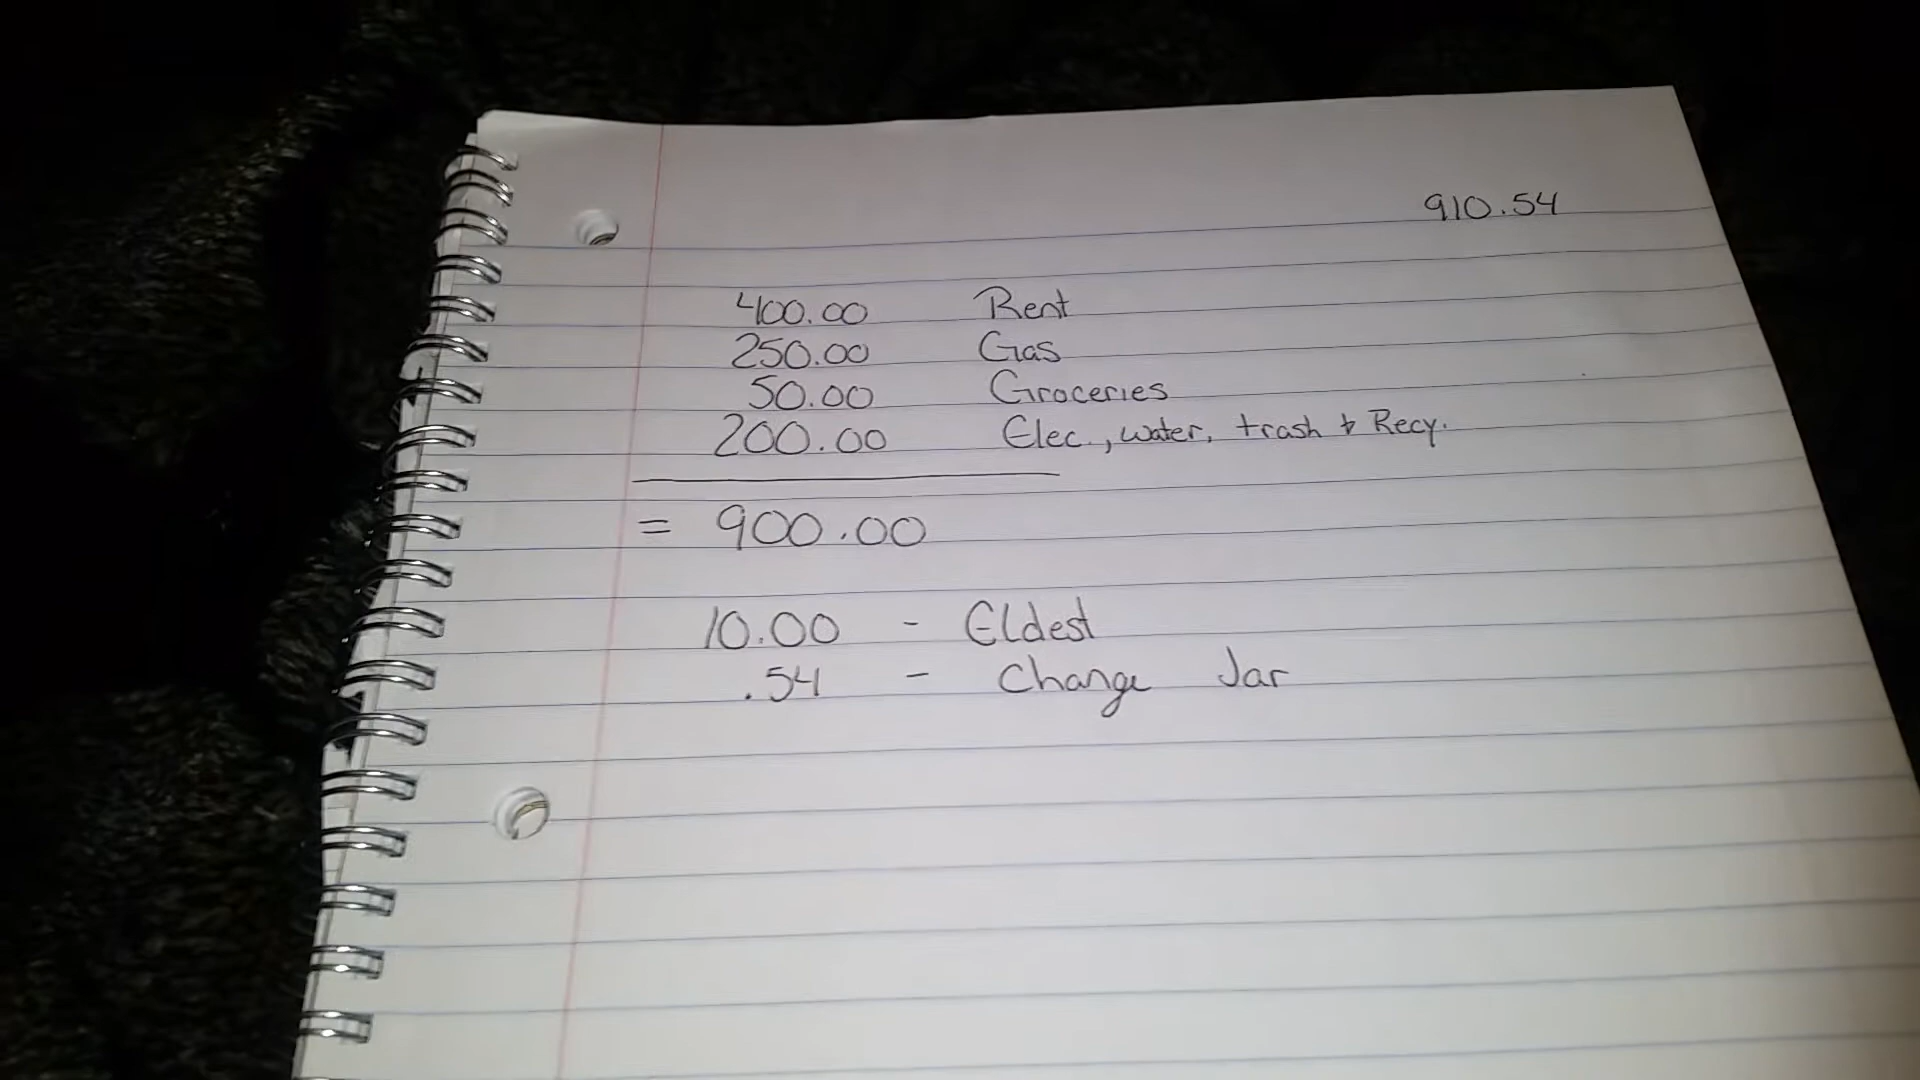 910.54
400.00 Rent
250.00 Gas
50.00 Groceries
200.00 Elec., water, trash & Recy.
= 900.00
10.00 - Eldest
.54 - Change Jar